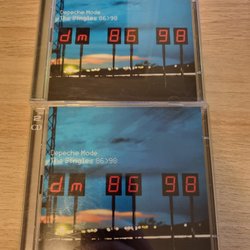 Depeche Mode
The Singles 86>98
dm 86 98
2 CD
Depeche Mode
The Singles 86>98
dm 86 98